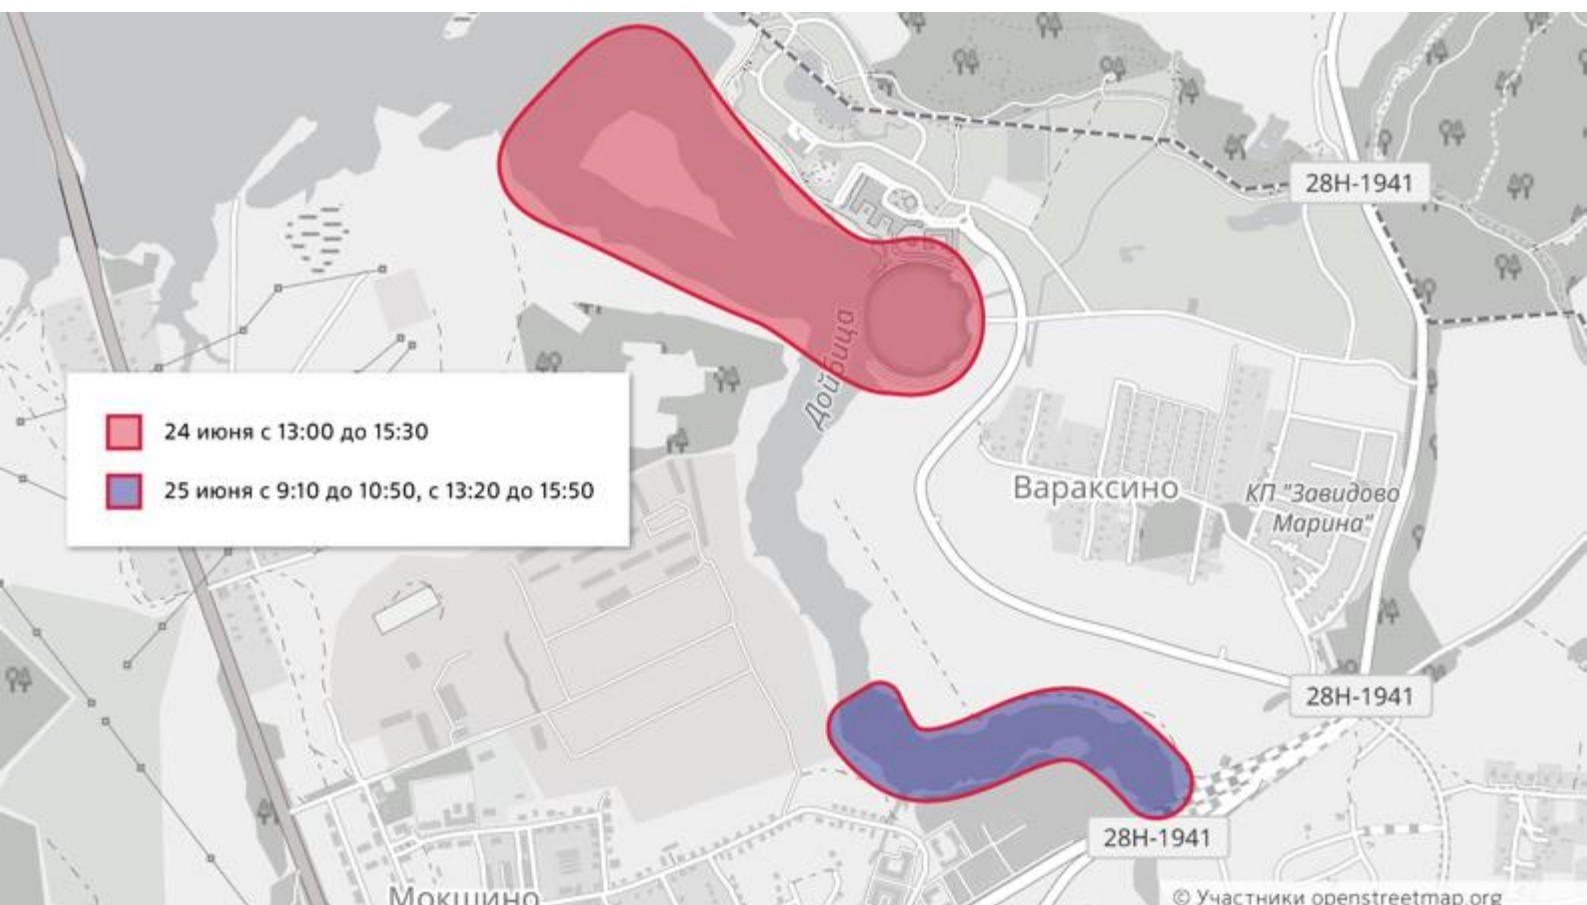 28Н-1941
Дойбица
24 июня с 13:00 до 15:30
25 июня с 9:10 до 10:50, с 13:20 до 15:50
Вараксино
КП "Завидово
Марина"
28Н-1941
28Н-1941
Мокшино
© Участники openstreetmap.org